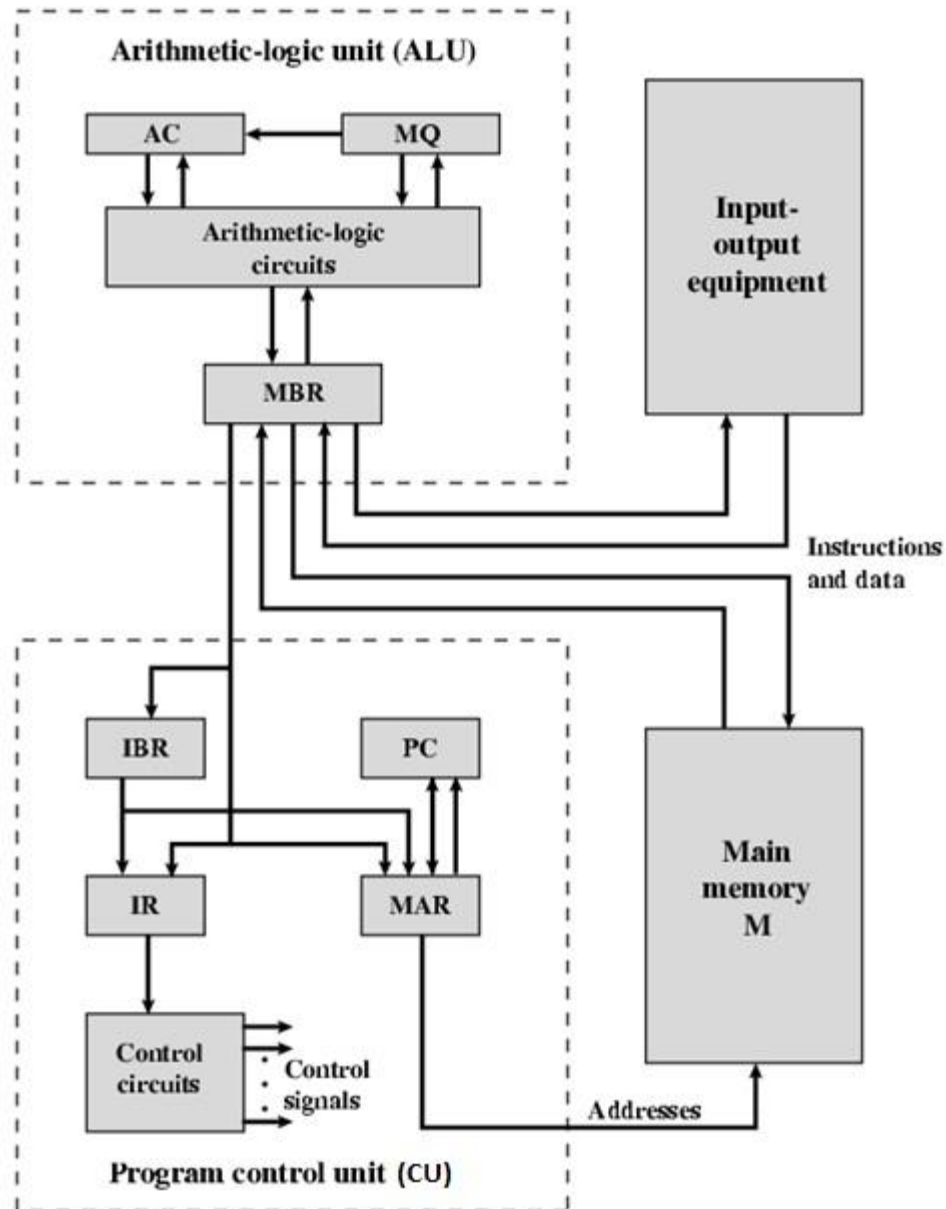 Arithmetic-logic unit (ALU)
AC
MQ
Arithmetic-logic
circuits
MBR
Input-
output
equipment
Instructions
and data
IBR
PC
IR
MAR
Main
memory
M
Control
circuits
Control
signals
Addresses
Program control unit (CU)